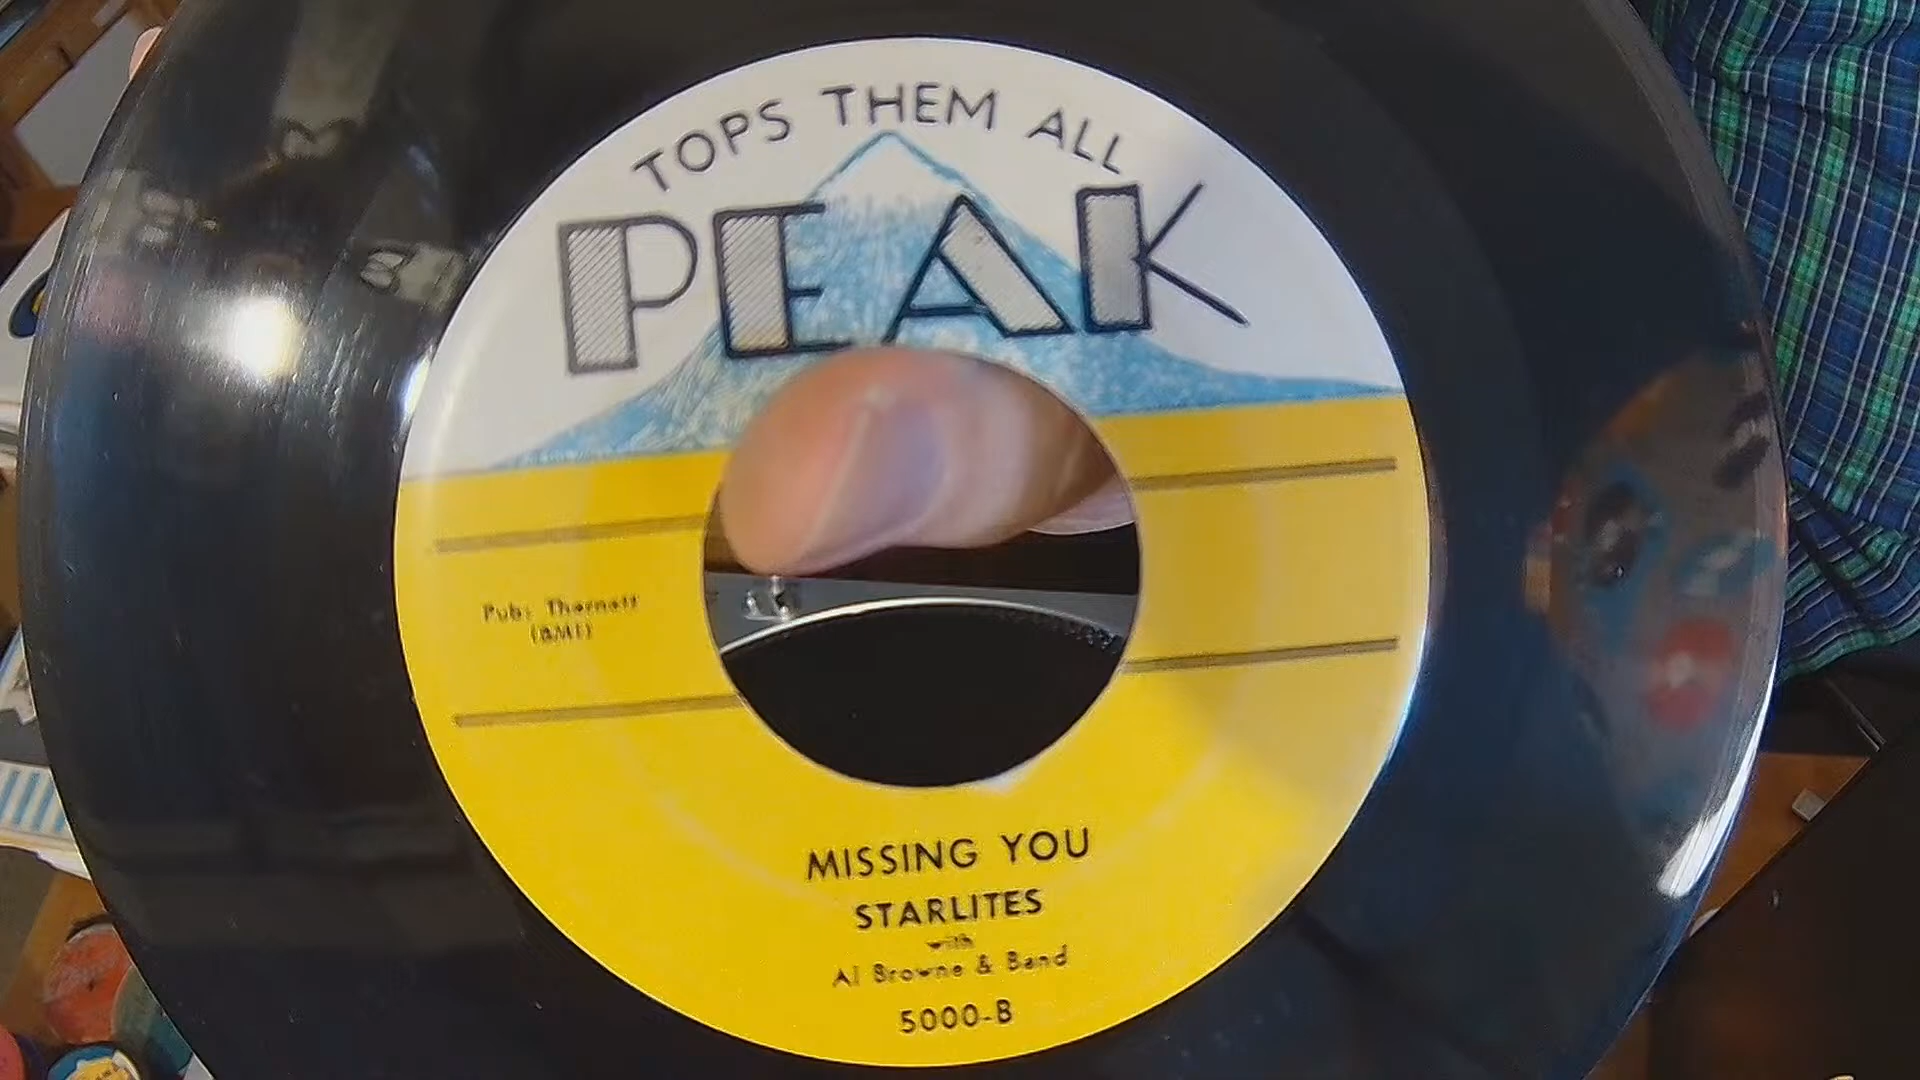 TOPS THEM ALL
PEAK
Pub: Thornett
(BMI)
MISSING YOU
STARLITES
with
Al Browne & Band
5000-B